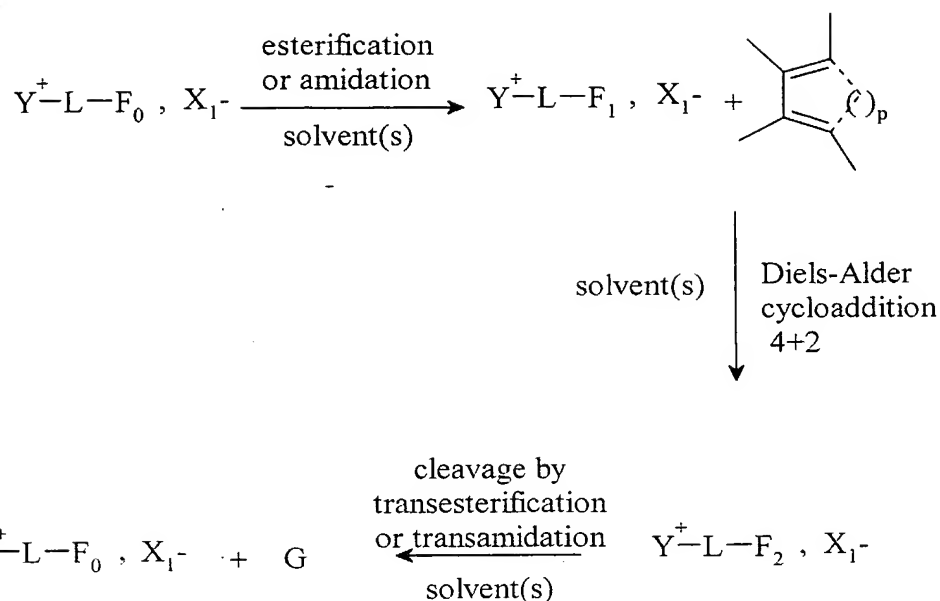 esterification
or amidation
Y⁺—L—F₀ , X₁-
solvent(s)
Y⁺—L—F₁ , X₁- +
( )ₚ
solvent(s)
Diels-Alder
cycloaddition
4+2
cleavage by
transesterification
or transamidation
⁺—L—F₀ , X₁- + G
solvent(s)
Y⁺—L—F₂ , X₁-